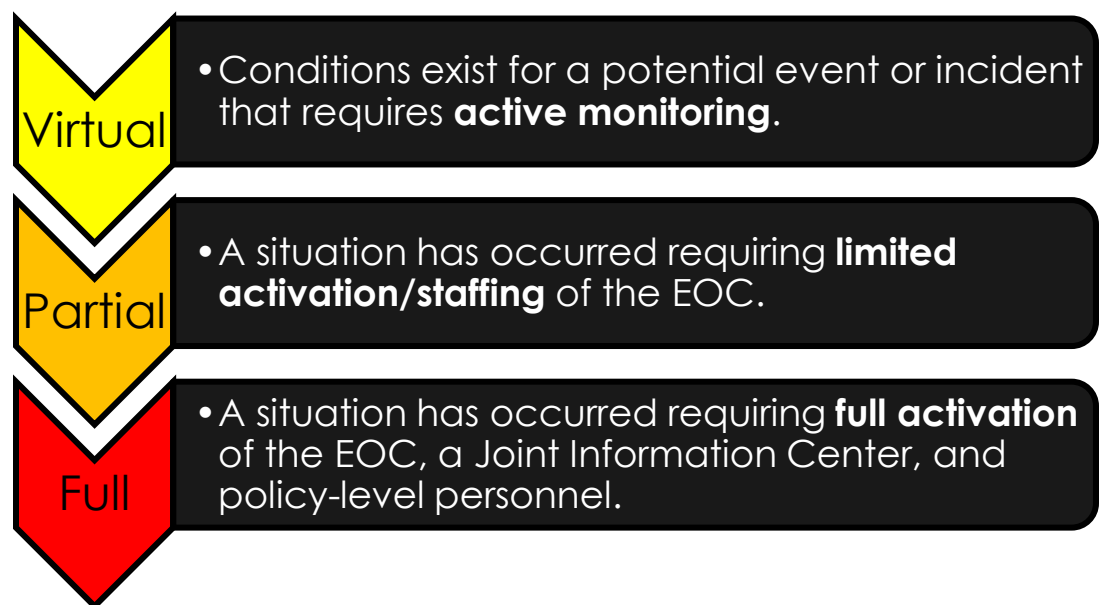 Virtual
•Conditions exist for a potential event or incident
that requires active monitoring.
Partial
•A situation has occurred requiring limited
activation/staffing of the EOC.
Full
•A situation has occurred requiring full activation
of the EOC, a Joint Information Center, and
policy-level personnel.